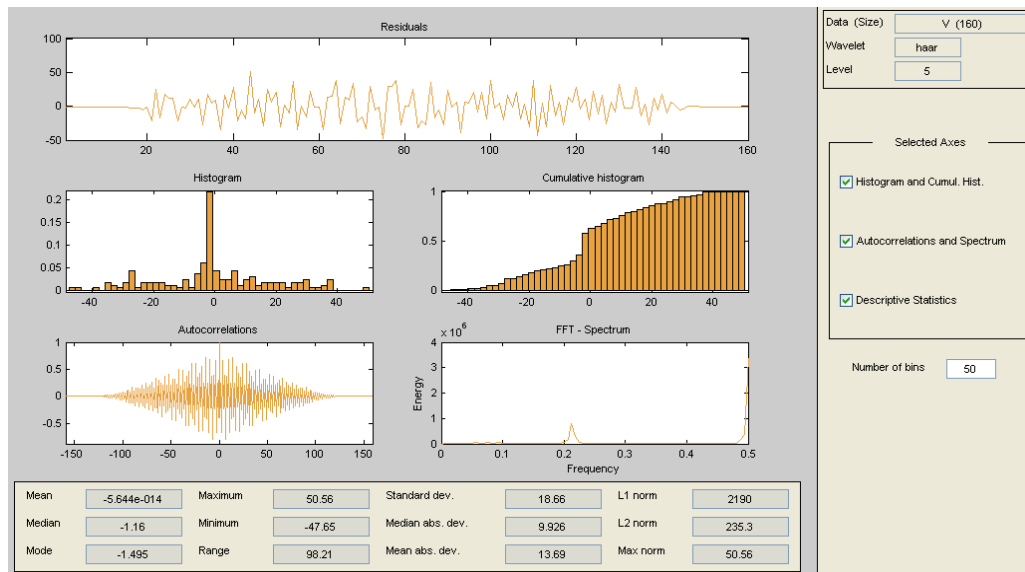 Residuals
100
50
0
-50
20 40 60 80 100 120 140 160
Histogram
0.2
0.15
0.1
0.05
0
-40 -20 0 20 40
Cumulative histogram
1
0.5
0
-40 -20 0 20 40
Autocorrelations
1
0.5
0
-0.5
-150 -100 -50 0 50 100 150
FFT - Spectrum
x 10^6
4
3
2
1
0
Energy
0 0.1 0.2 0.3 0.4 0.5
Frequency
Mean -5.644e-014 Maximum 50.56 Standard dev. 18.66 L1 norm 2190
Median -1.16 Minimum -47.65 Median abs. dev. 9.926 L2 norm 235.3
Mode -1.495 Range 98.21 Mean abs. dev. 13.69 Max norm 50.56
Data (Size) V (160)
Wavelet haar
Level 5
Selected Axes
Histogram and Cumul. Hist.
Autocorrelations and Spectrum
Descriptive Statistics
Number of bins 50